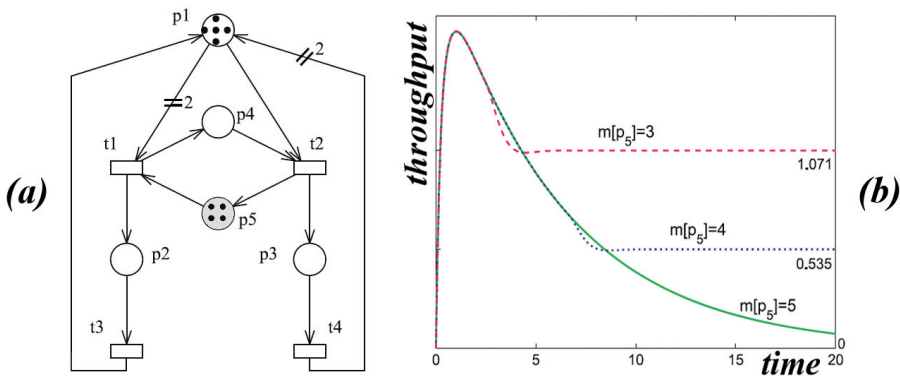 p1
2
2
p4
t1
t2
p5
p2
p3
t3
t4
(a)
throughput
m[p5]=3
1.071
m[p5]=4
0.535
m[p5]=5
0
0
5
10
15
20
time
(b)